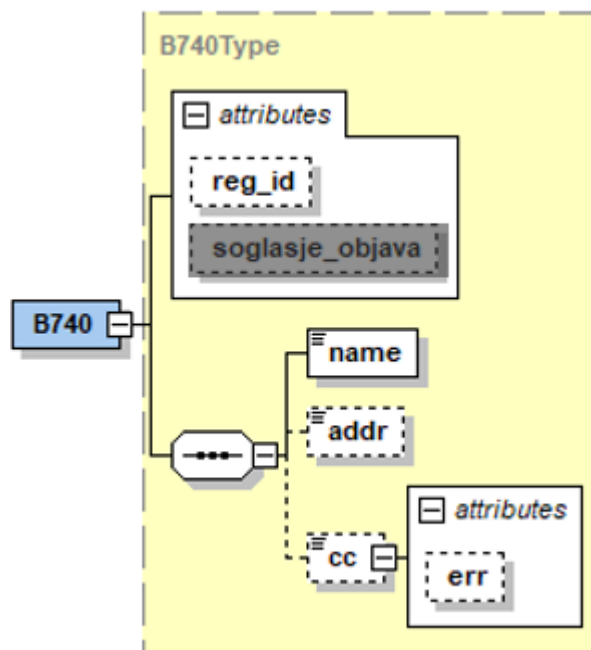 B740Type
attributes
reg_id
soglasje_objava
B740
name
addr
cc
attributes
err